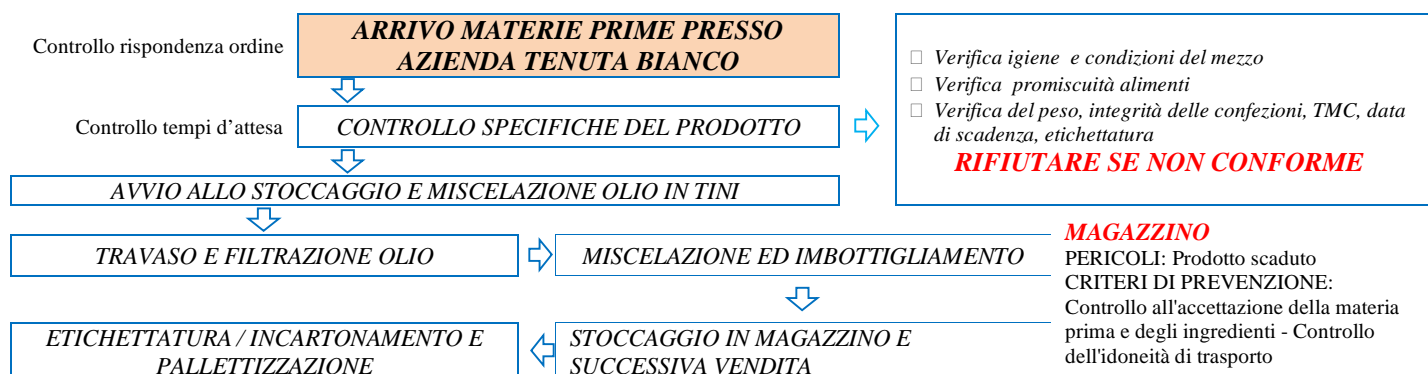 Controllo rispondenza ordine
ARRIVO MATERIE PRIME PRESSO
AZIENDA TENUTA BIANCO
Controllo tempi d'attesa
CONTROLLO SPECIFICHE DEL PRODOTTO
Verifica igiene e condizioni del mezzo
Verifica promiscuità alimenti
Verifica del peso, integrità delle confezioni, TMC, data
di scadenza, etichettatura
RIFIUTARE SE NON CONFORME
AVVIO ALLO STOCCAGGIO E MISCELAZIONE OLIO IN TINI
TRAVASO E FILTRAZIONE OLIO
MISCELAZIONE ED IMBOTTIGLIAMENTO
MAGAZZINO
PERICOLI: Prodotto scaduto
CRITERI DI PREVENZIONE:
Controllo all'accettazione della materia
prima e degli ingredienti - Controllo
dell'idoneità di trasporto
ETICHETTATURA / INCARTONAMENTO E
PALLETTIZZAZIONE
STOCCAGGIO IN MAGAZZINO E
SUCCESSIVA VENDITA